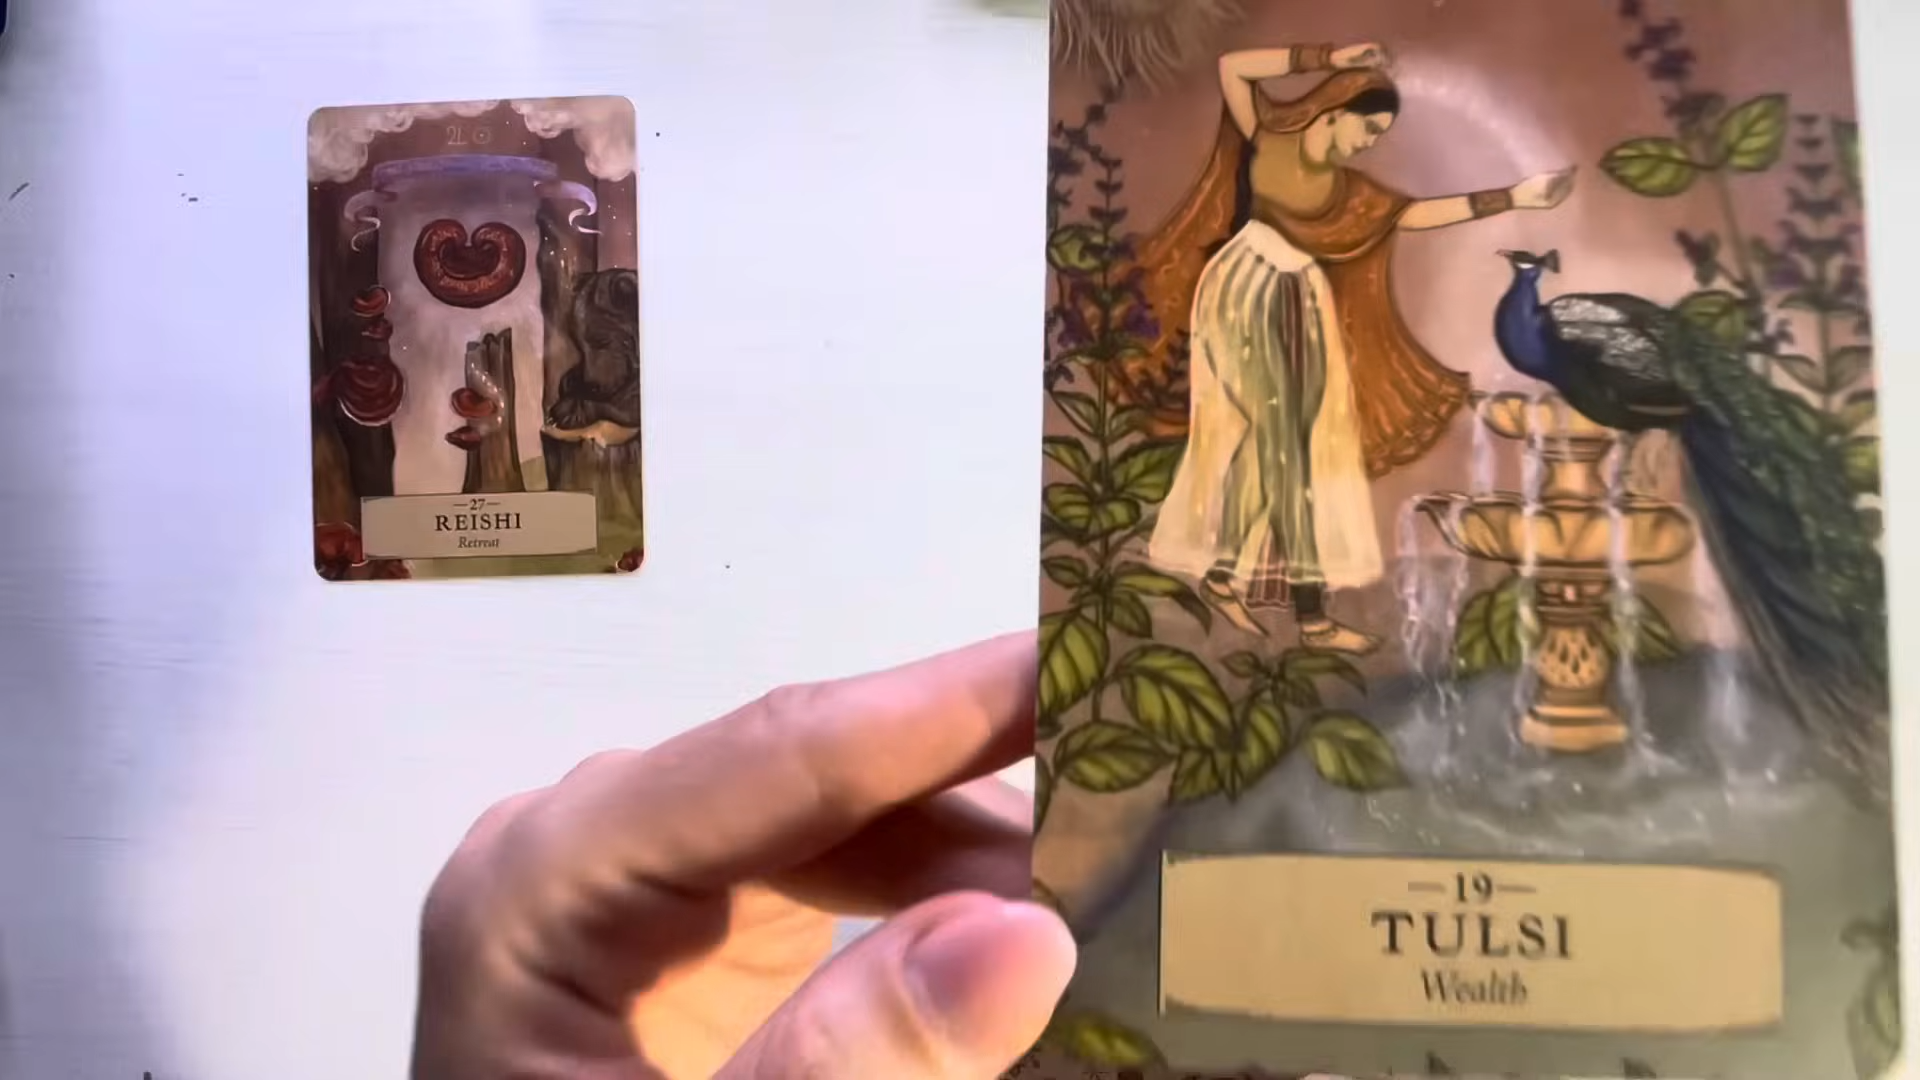 —27—
REISHI
Retreat
—19—
TULSI
Wealth